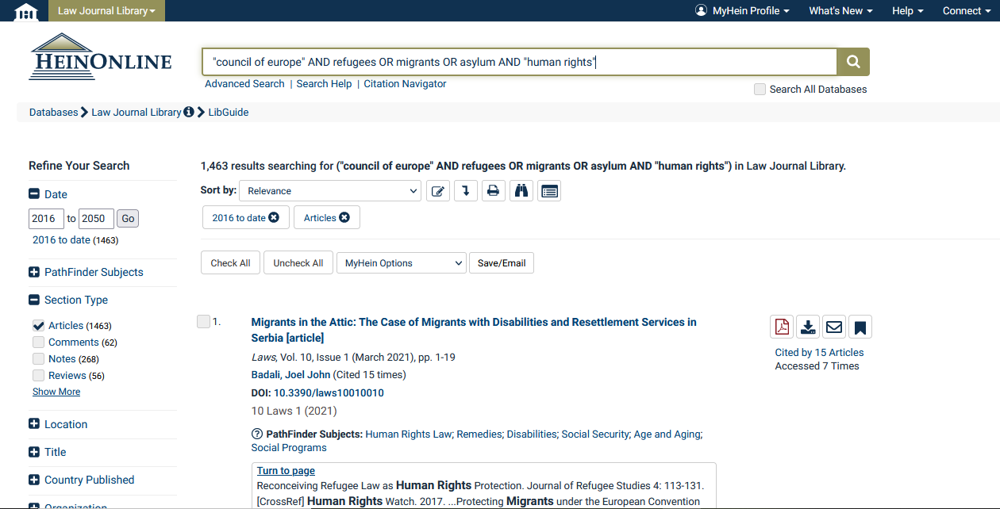 Law Journal Library
MyHein Profile
What's New
Help
Connect
HEINONLINE
"council of europe" AND refugees OR migrants OR asylum AND "human rights"
Advanced Search | Search Help | Citation Navigator
Search All Databases
Databases
Law Journal Library
LibGuide
Refine Your Search
Date
2016 to 2050 Go
2016 to date (1463)
PathFinder Subjects
Section Type
Articles (1463)
Comments (62)
Notes (268)
Reviews (56)
Show More
Location
Title
Country Published
Organization
1,463 results searching for ("council of europe" AND refugees OR migrants OR asylum AND "human rights") in Law Journal Library.
Sort by: Relevance
2016 to date
Articles
Check All
Uncheck All
MyHein Options
Save/Email
1.
Migrants in the Attic: The Case of Migrants with Disabilities and Resettlement Services in
Serbia [article]
Laws, Vol. 10, Issue 1 (March 2021), pp. 1-19
Badali, Joel John (Cited 15 times)
DOI: 10.3390/laws10010010
10 Laws 1 (2021)
PathFinder Subjects: Human Rights Law; Remedies; Disabilities; Social Security; Age and Aging;
Social Programs
Turn to page
Reconceiving Refugee Law as Human Rights Protection. Journal of Refugee Studies 4: 113-131.
[CrossRef] Human Rights Watch. 2017. ...Protecting Migrants under the European Convention
Cited by 15 Articles
Accessed 7 Times